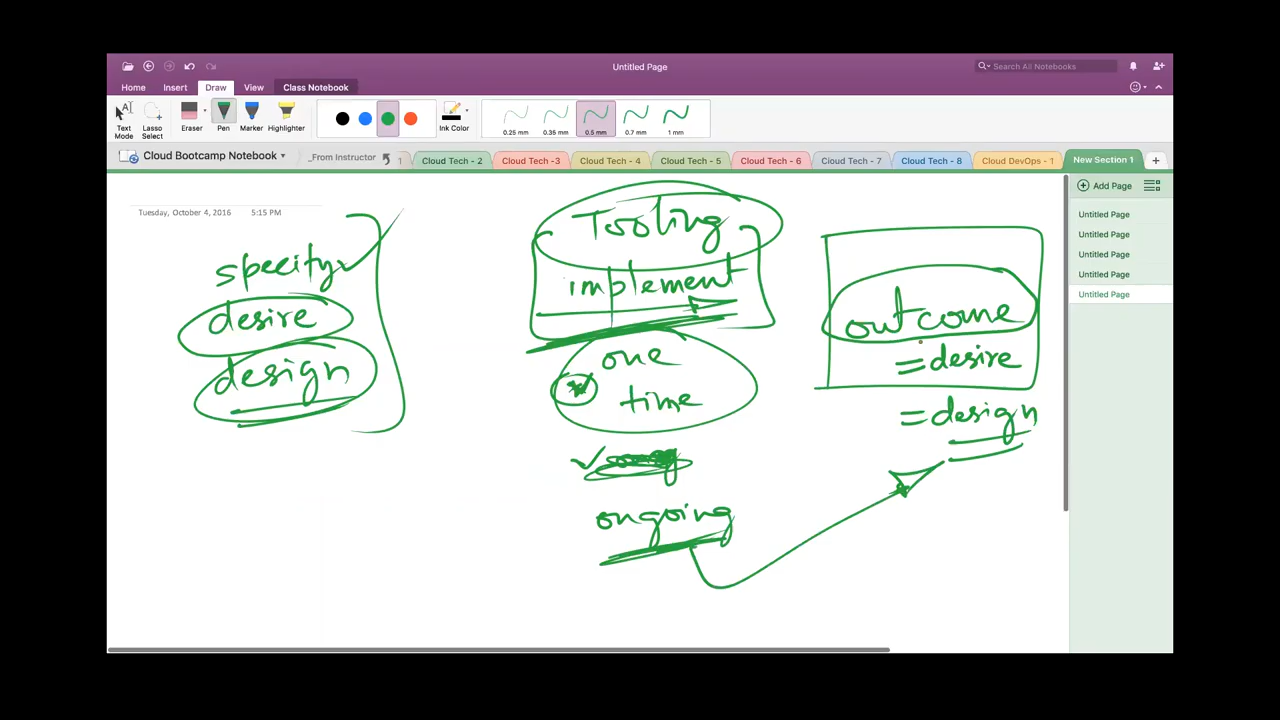 Untitled Page
Search All Notebooks
Home Insert Draw View Class Notebook
Text Mode
Lasso Select
Eraser
Pen
Marker
Highlighter
Ink Color
0.25 mm 0.35 mm 0.5 mm 0.7 mm 1 mm
Cloud Bootcamp Notebook
_From Instructor
1
Cloud Tech - 2
Cloud Tech -3
Cloud Tech - 4
Cloud Tech - 5
Cloud Tech - 6
Cloud Tech - 7
Cloud Tech - 8
Cloud DevOps - 1
New Section 1
Add Page
Untitled Page
Untitled Page
Untitled Page
Untitled Page
Untitled Page
Tuesday, October 4, 2016 5:15 PM
specity
desire
design
Tooling
implement
one
time
ongoing
outcome
=desire
=design